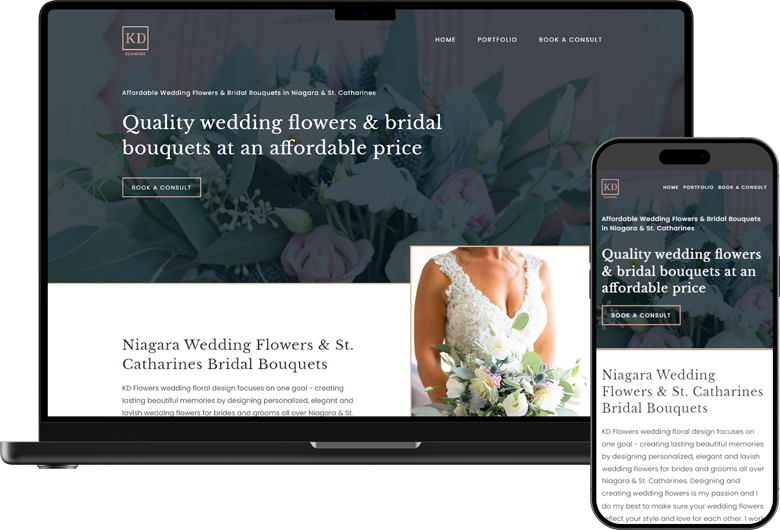 KD
FLOWERS
HOME PORTFOLIO BOOK A CONSULT
Affordable Wedding Flowers & Bridal Bouquets in Niagara & St. Catharines
Quality wedding flowers & bridal
bouquets at an affordable price
BOOK A CONSULT
Niagara Wedding Flowers & St.
Catharines Bridal Bouquets
KD Flowers wedding floral design focuses on one goal - creating
lasting beautiful memories by designing personalized, elegant and
lavish wedding flowers for brides and grooms all over Niagara & St.
KD
FLOWERS
HOME PORTFOLIO BOOK A CONSULT
Affordable Wedding Flowers & Bridal Bouquets
in Niagara & St. Catharines
Quality wedding flowers
& bridal bouquets at an
affordable price
BOOK A CONSULT
Niagara Wedding
Flowers & St. Catharines
Bridal Bouquets
KD Flowers wedding floral design focuses on
one goal - creating lasting beautiful memories
by designing personalized, elegant and lavish
wedding flowers for brides and grooms all over
Niagara & St. Catharines. Designing and
creating wedding flowers is my passion and I
do my best to make sure your wedding flowers
reflect your style and love for each other. I work